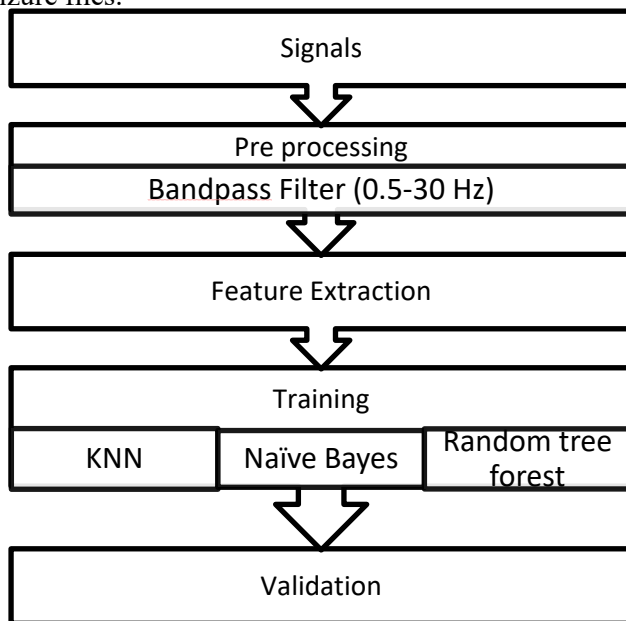 Signals
Pre processing
Bandpass Filter (0.5-30 Hz)
Feature Extraction
Training
KNN
Naïve Bayes
Random tree
forest
Validation